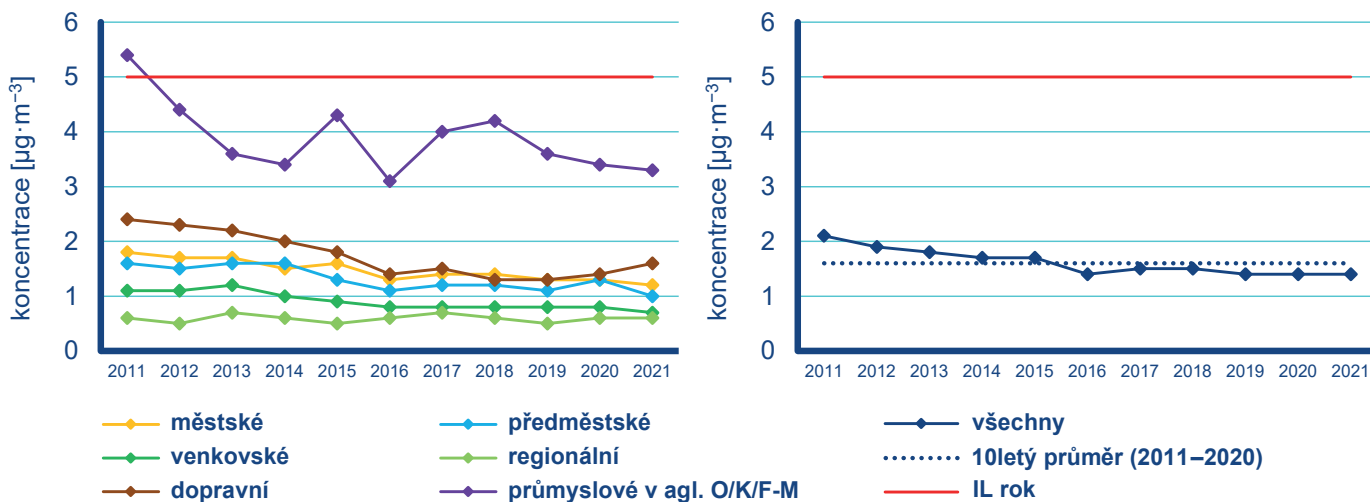 koncentrace [µg·m⁻³]
6
5
4
3
2
1
0
2011 2012 2013 2014 2015 2016 2017 2018 2019 2020 2021
městské
předměstské
venkovské
regionální
dopravní
průmyslové v agl. O/K/F-M
koncentrace [µg·m⁻³]
6
5
4
3
2
1
0
2011 2012 2013 2014 2015 2016 2017 2018 2019 2020 2021
všechny
10letý průměr (2011–2020)
IL rok